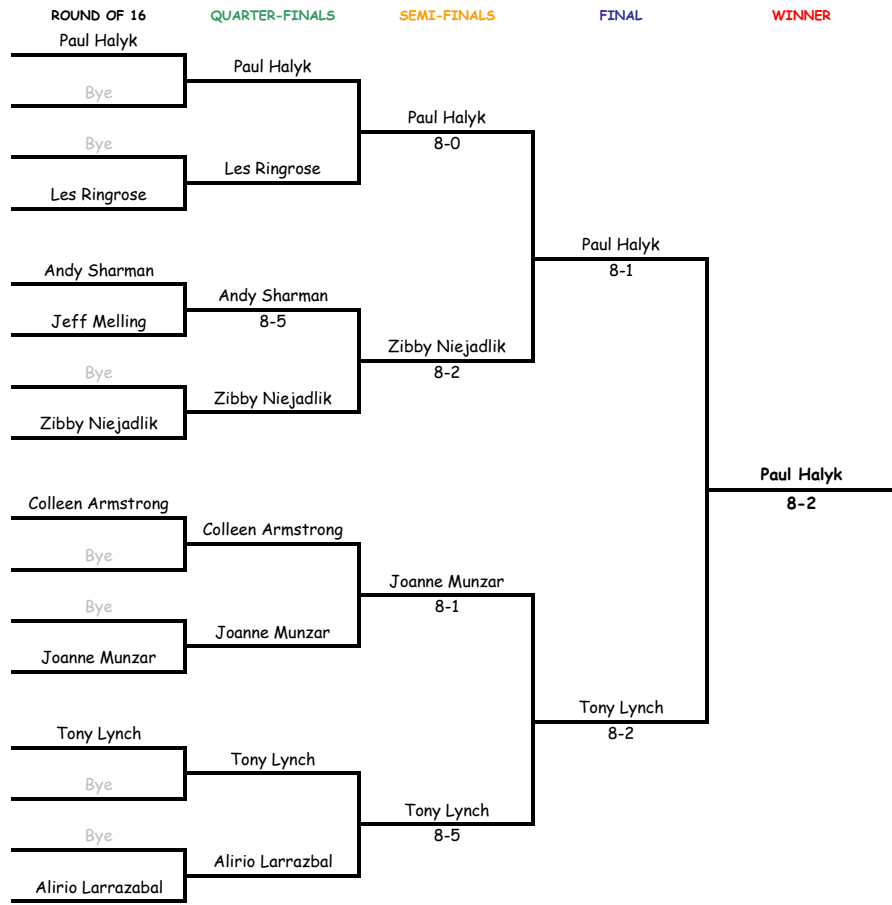 ROUND OF 16 QUARTER-FINALS SEMI-FINALS FINAL WINNER
Paul Halyk
Paul Halyk
Bye
Paul Halyk
8-0
Bye
Les Ringrose
Les Ringrose
Paul Halyk
8-1
Andy Sharman
Andy Sharman
8-5
Jeff Melling
Zibby Niejadlik
8-2
Bye
Zibby Niejadlik
Zibby Niejadlik
Paul Halyk
8-2
Colleen Armstrong
Colleen Armstrong
Bye
Joanne Munzar
8-1
Bye
Joanne Munzar
Joanne Munzar
Tony Lynch
8-2
Tony Lynch
Tony Lynch
Bye
Tony Lynch
8-5
Bye
Alirio Larrazbal
Alirio Larrazabal